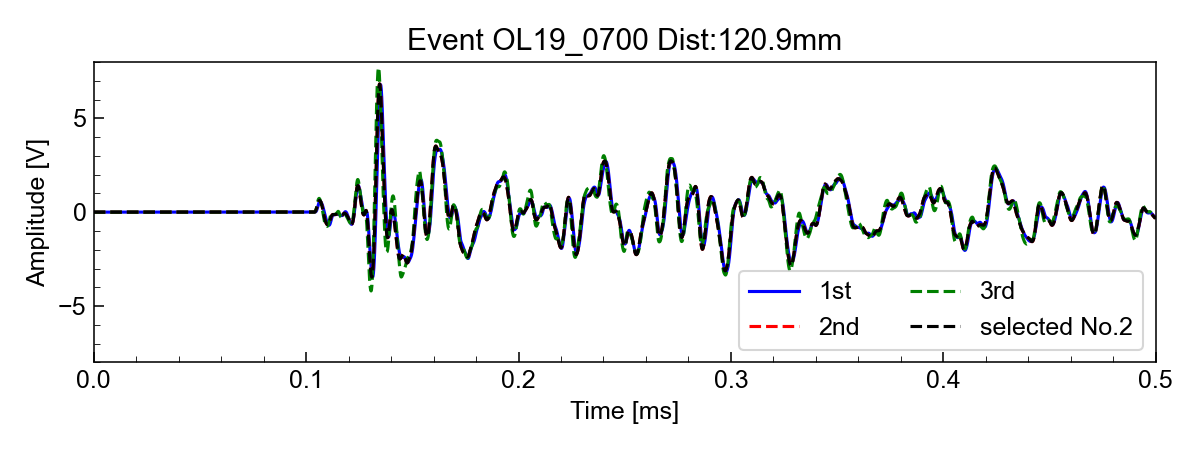 Event OL19_0700 Dist:120.9mm
Amplitude [V]
5
0
−5
1st
2nd
3rd
selected No.2
0.0 0.1 0.2 0.3 0.4 0.5
Time [ms]